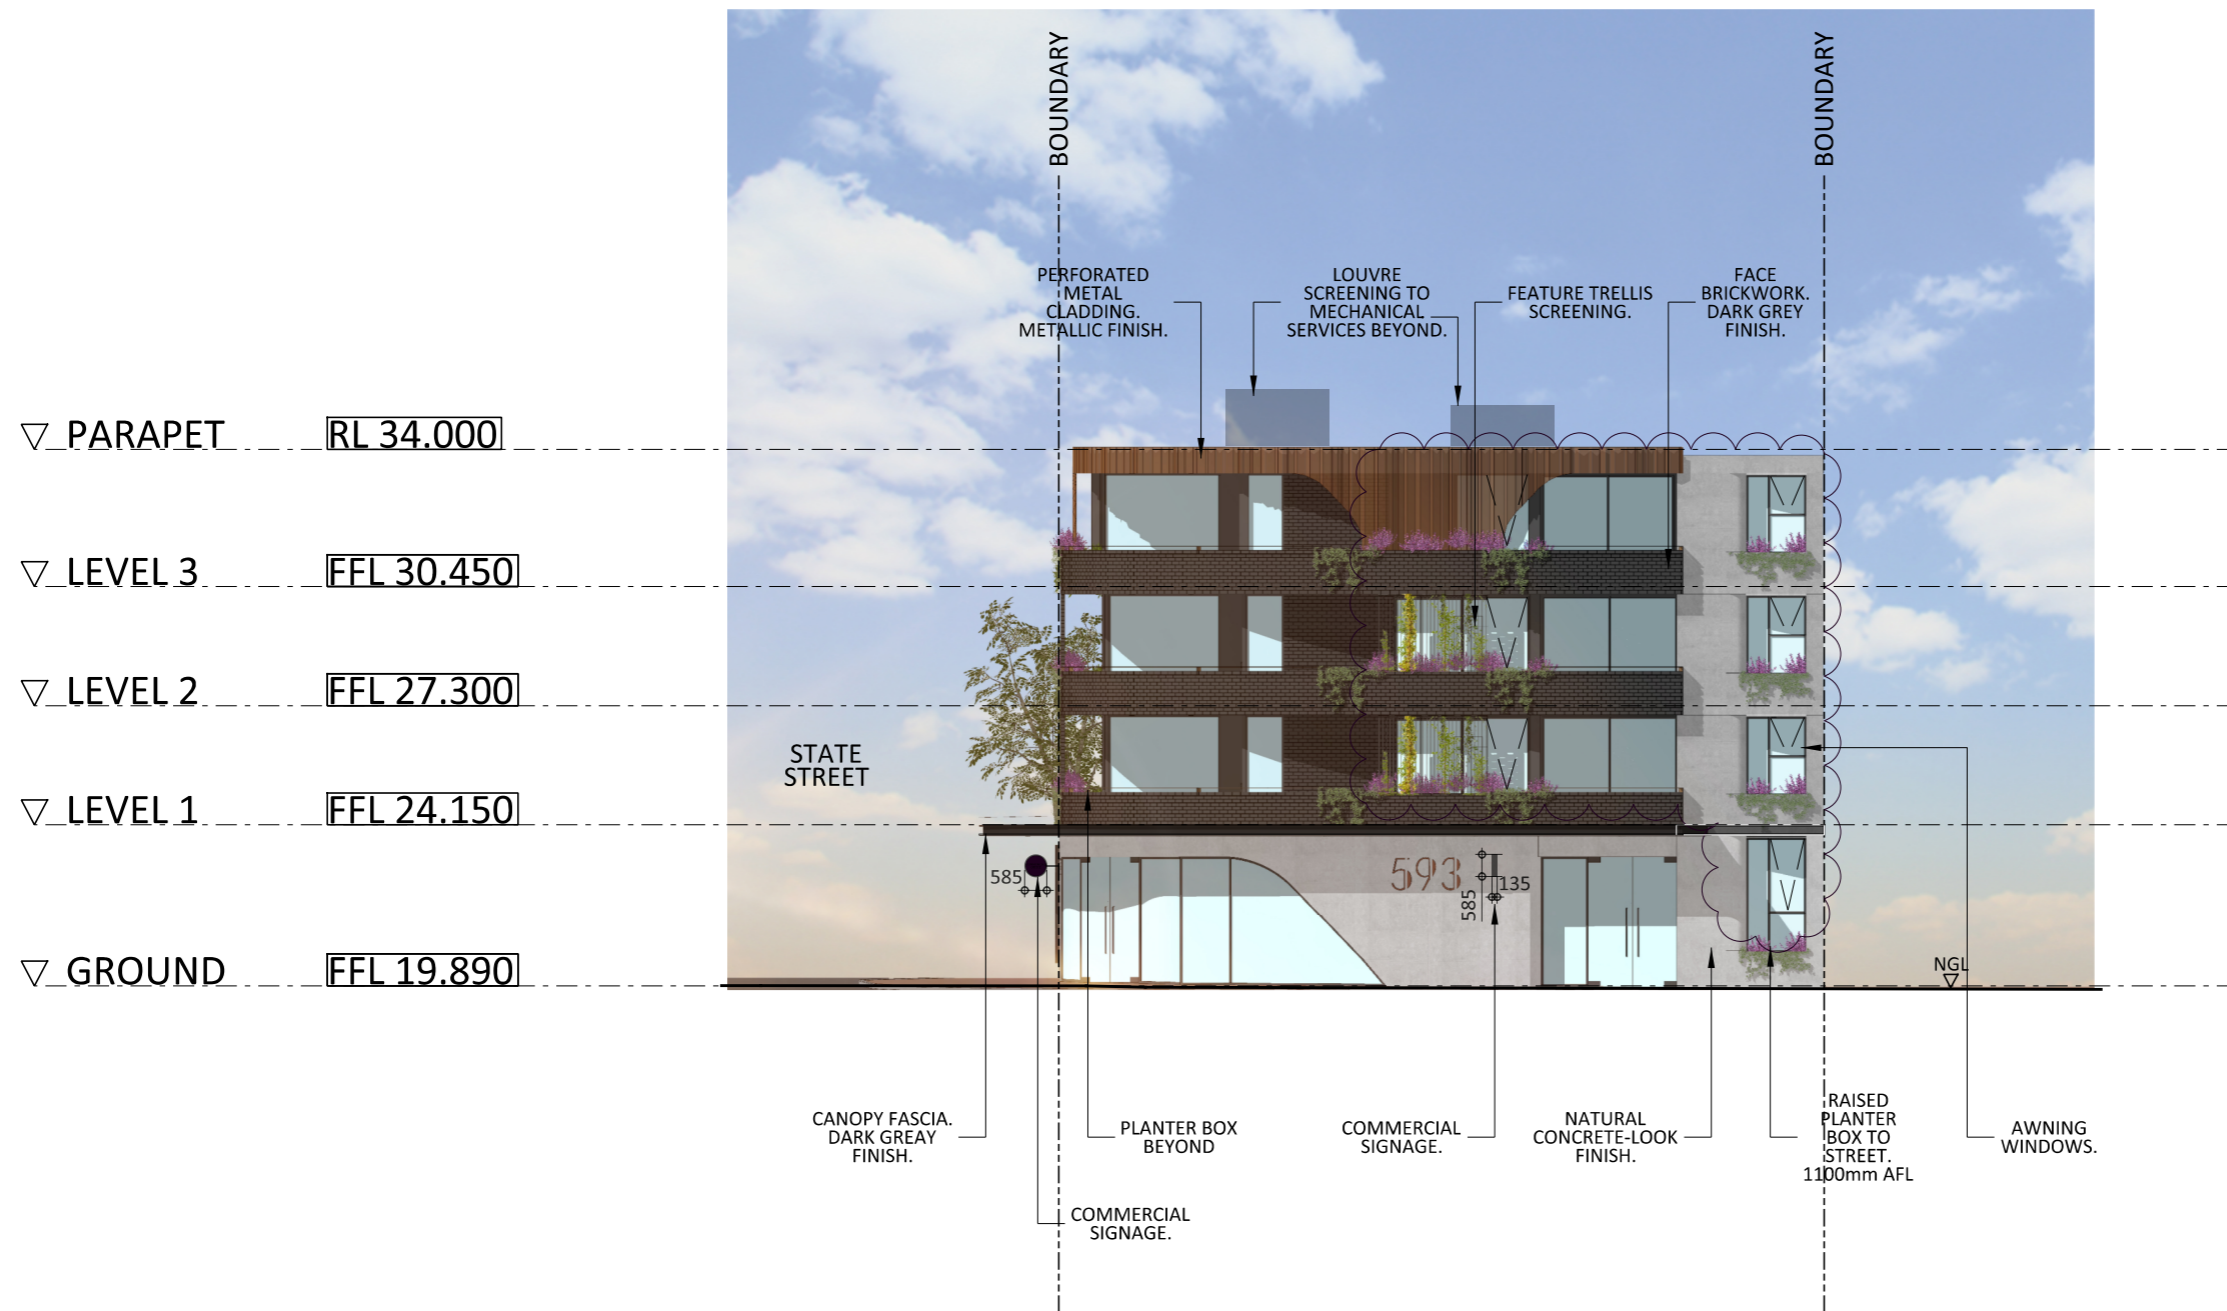 BOUNDARY
BOUNDARY
PERFORATED
METAL
CLADDING.
METALLIC FINISH.
LOUVRE
SCREENING TO
MECHANICAL
SERVICES BEYOND.
FEATURE TRELLIS
SCREENING.
FACE
BRICKWORK.
DARK GREY
FINISH.
PARAPET RL 34.000
LEVEL 3 FFL 30.450
LEVEL 2 FFL 27.300
STATE
STREET
LEVEL 1 FFL 24.150
593
585
585
135
GROUND FFL 19.890
NGL
CANOPY FASCIA.
DARK GREAY
FINISH.
PLANTER BOX
BEYOND
COMMERCIAL
SIGNAGE.
NATURAL
CONCRETE-LOOK
FINISH.
RAISED
PLANTER
BOX TO
STREET.
1100mm AFL
AWNING
WINDOWS.
COMMERCIAL
SIGNAGE.